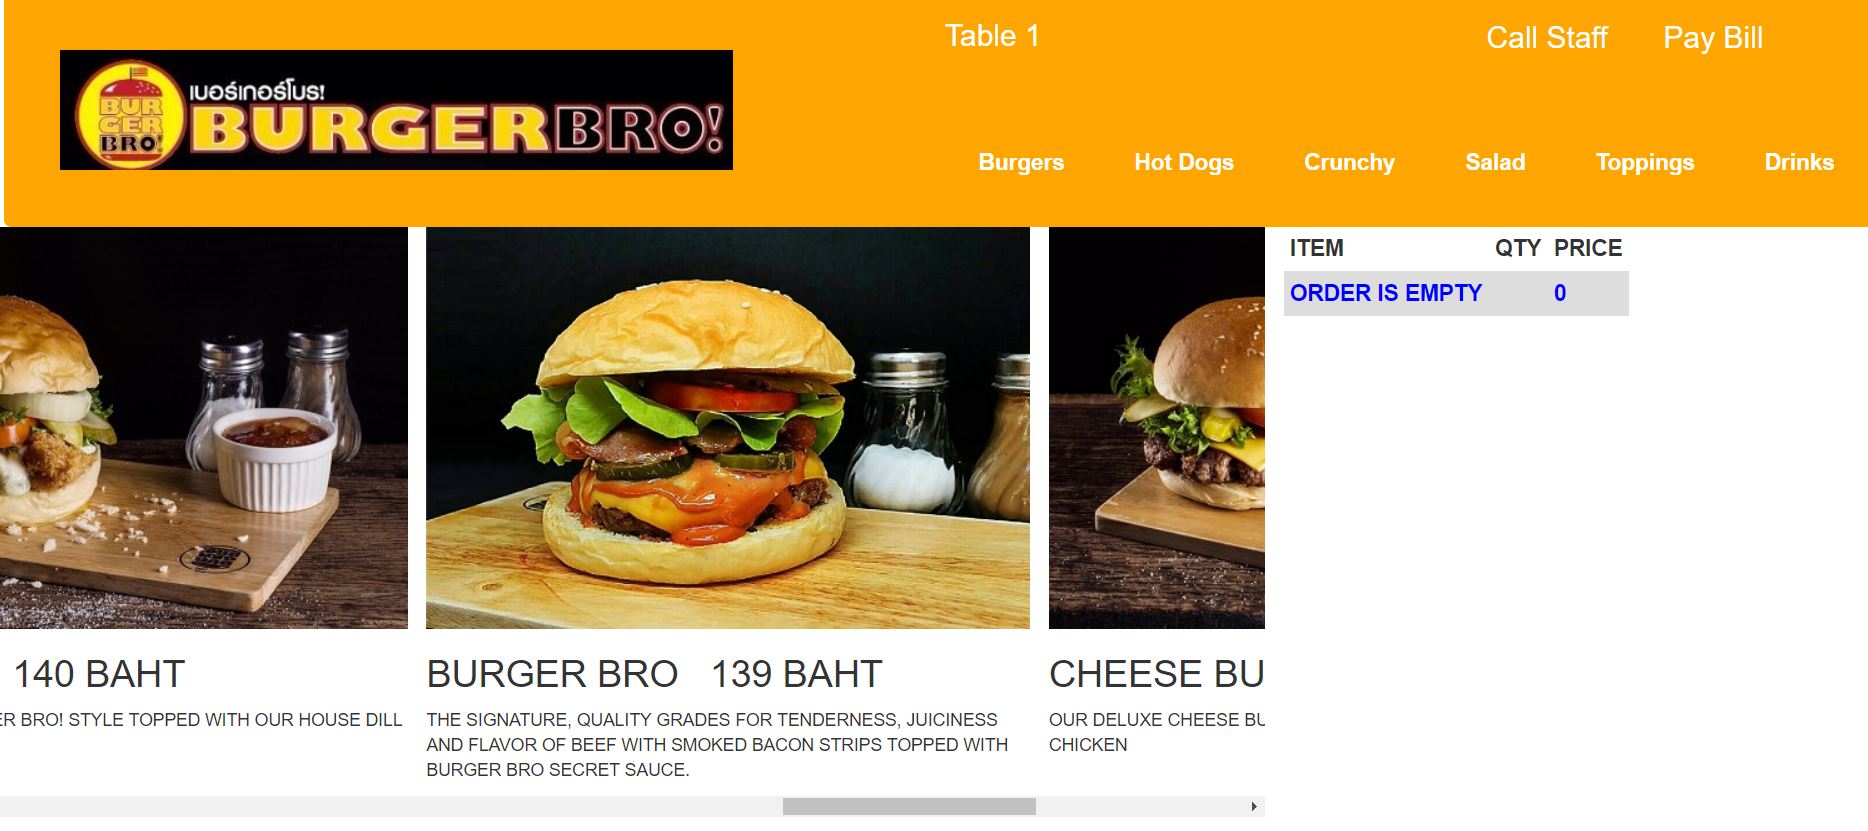 Table 1
Call Staff
Pay Bill
BUR
GER
BRO!
เบอร์เกอร์โบร!
BURGERBRO!
Burgers
Hot Dogs
Crunchy
Salad
Toppings
Drinks
ITEM QTY PRICE
ORDER IS EMPTY 0
140 BAHT
ER BRO! STYLE TOPPED WITH OUR HOUSE DILL
BURGER BRO 139 BAHT
THE SIGNATURE, QUALITY GRADES FOR TENDERNESS, JUICINESS
AND FLAVOR OF BEEF WITH SMOKED BACON STRIPS TOPPED WITH
BURGER BRO SECRET SAUCE.
CHEESE BU
OUR DELUXE CHEESE BU
CHICKEN